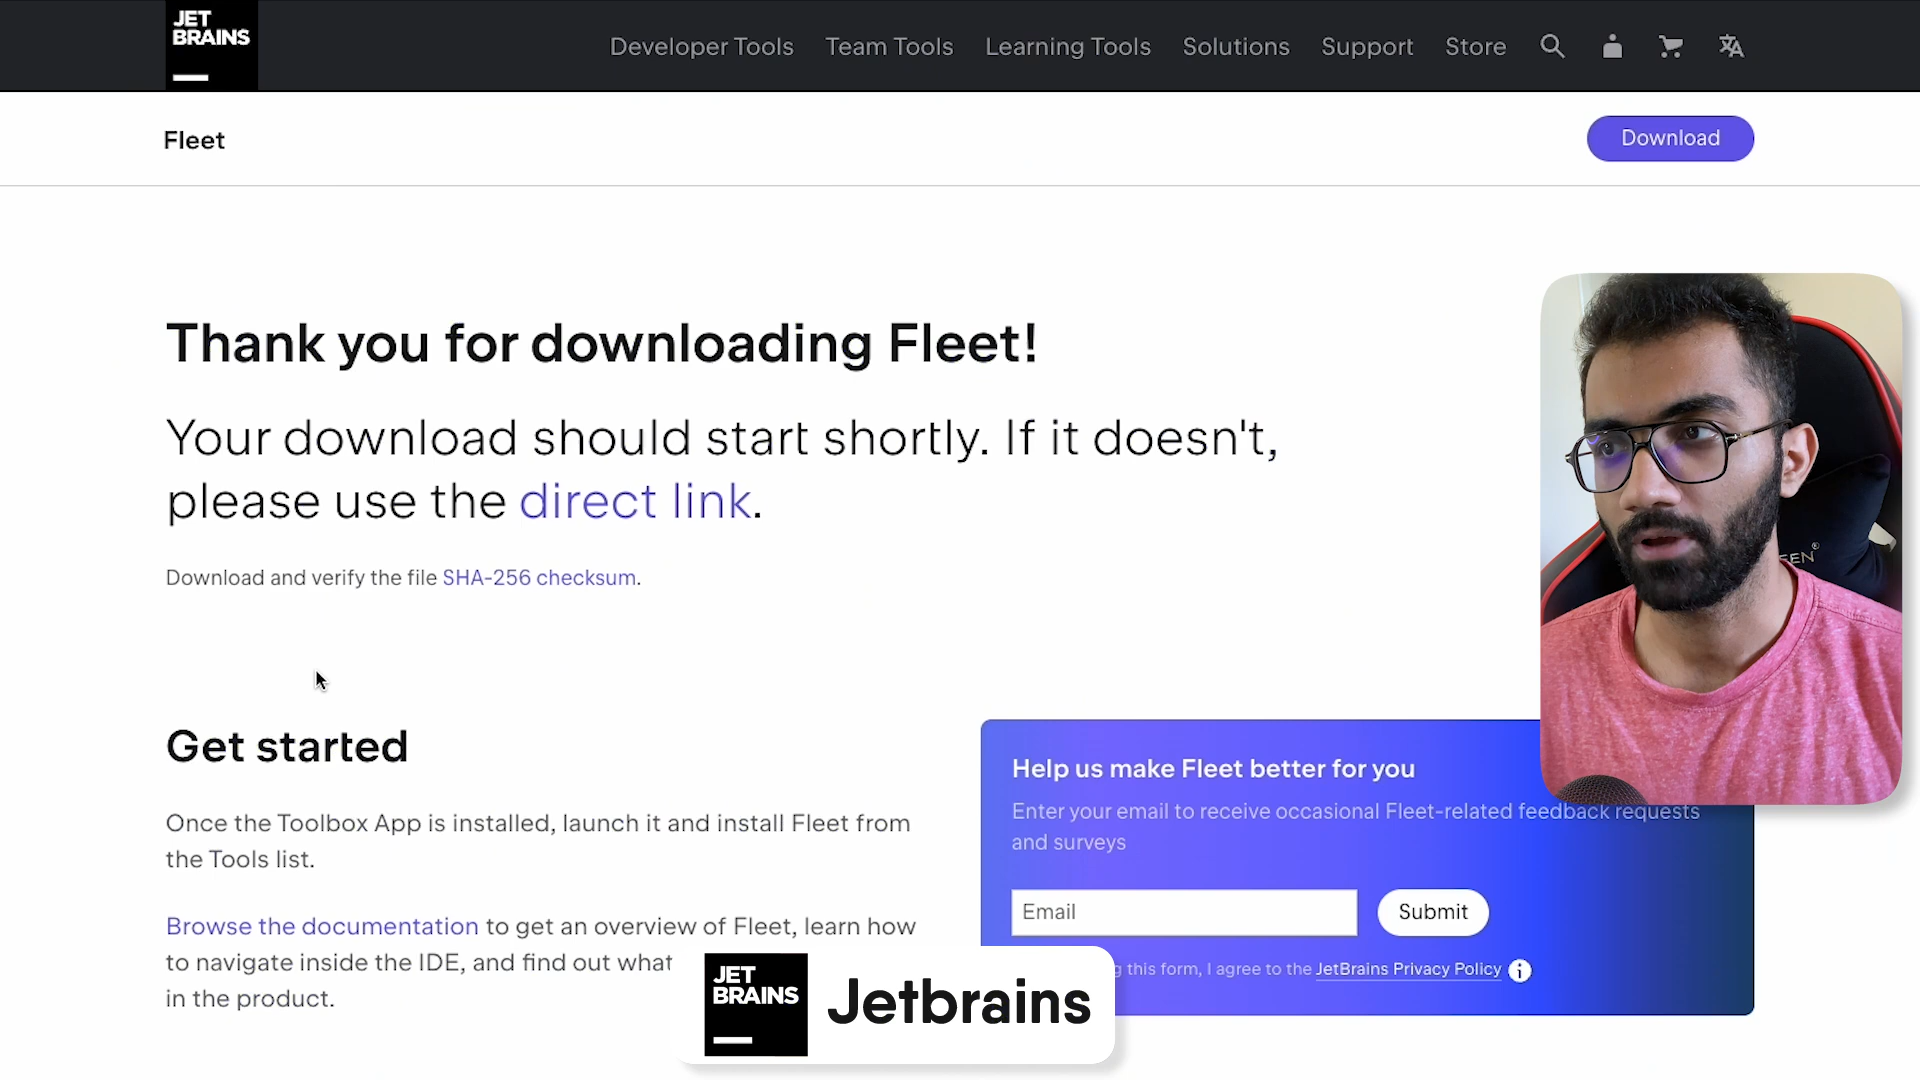 JET
BRAINS
Developer Tools
Team Tools
Learning Tools
Solutions
Support
Store
Fleet
Download
Thank you for downloading Fleet!
Your download should start shortly. If it doesn't,
please use the direct link.
Download and verify the file SHA-256 checksum.
Get started
Once the Toolbox App is installed, launch it and install Fleet from
the Tools list.
Browse the documentation to get an overview of Fleet, learn how
to navigate inside the IDE, and find out what
in the product.
Help us make Fleet better for you
Enter your email to receive occasional Fleet-related feedback requests
and surveys
Email
Submit
this form, I agree to the JetBrains Privacy Policy
JET
BRAINS
Jetbrains